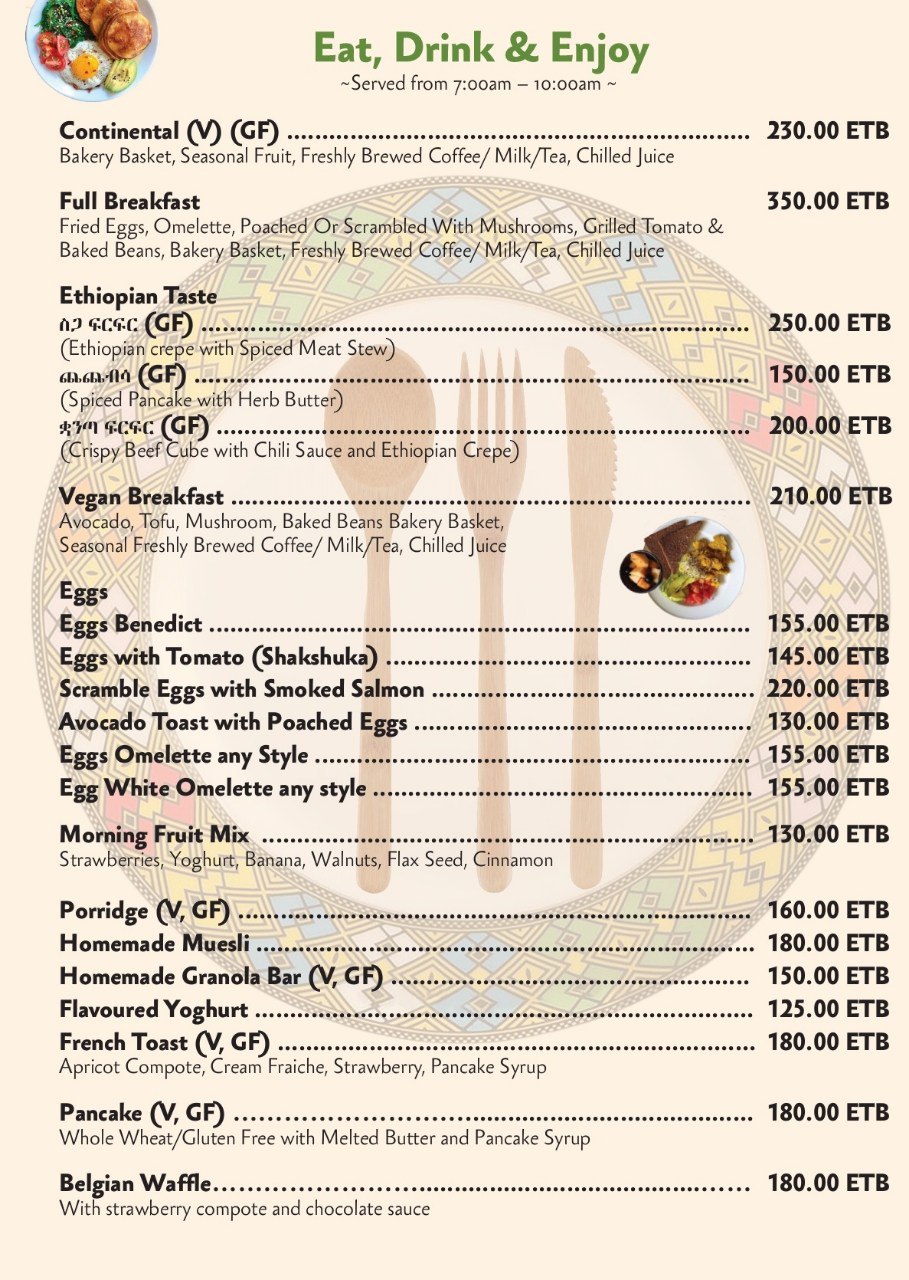 Eat, Drink & Enjoy
~Served from 7:00am – 10:00am ~
Continental (V) (GF) ........................................................... 230.00 ETB
Bakery Basket, Seasonal Fruit, Freshly Brewed Coffee/ Milk/Tea, Chilled Juice
Full Breakfast 350.00 ETB
Fried Eggs, Omelette, Poached Or Scrambled With Mushrooms, Grilled Tomato &
Baked Beans, Bakery Basket, Freshly Brewed Coffee/ Milk/Tea, Chilled Juice
Ethiopian Taste
ስጋ ፍርፍር (GF) ........................................................... 250.00 ETB
(Ethiopian crepe with Spiced Meat Stew)
ጨጨብሳ (GF) ........................................................... 150.00 ETB
(Spiced Pancake with Herb Butter)
ቋንጣ ፍርፍር (GF) ........................................................... 200.00 ETB
(Crispy Beef Cube with Chili Sauce and Ethiopian Crepe)
Vegan Breakfast ........................................................... 210.00 ETB
Avocado, Tofu, Mushroom, Baked Beans Bakery Basket,
Seasonal Freshly Brewed Coffee/ Milk/Tea, Chilled Juice
Eggs
Eggs Benedict ........................................................... 155.00 ETB
Eggs with Tomato (Shakshuka) .................................................. 145.00 ETB
Scramble Eggs with Smoked Salmon ............................................ 220.00 ETB
Avocado Toast with Poached Eggs .............................................. 130.00 ETB
Eggs Omelette any Style ........................................................... 155.00 ETB
Egg White Omelette any style .................................................... 155.00 ETB
Morning Fruit Mix ........................................................... 130.00 ETB
Strawberries, Yoghurt, Banana, Walnuts, Flax Seed, Cinnamon
Porridge (V, GF) ........................................................... 160.00 ETB
Homemade Muesli ........................................................... 180.00 ETB
Homemade Granola Bar (V, GF) .................................................. 150.00 ETB
Flavoured Yoghurt ........................................................... 125.00 ETB
French Toast (V, GF) ........................................................... 180.00 ETB
Apricot Compote, Cream Fraiche, Strawberry, Pancake Syrup
Pancake (V, GF) ........................................................... 180.00 ETB
Whole Wheat/Gluten Free with Melted Butter and Pancake Syrup
Belgian Waffle........................................................... 180.00 ETB
With strawberry compote and chocolate sauce